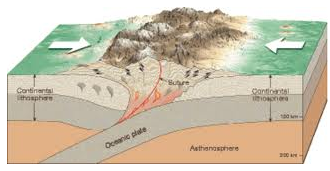 Suture
Continental
lithosphere
Continental
lithosphere
100 km
Oceanic plate
Asthenosphere
200 km